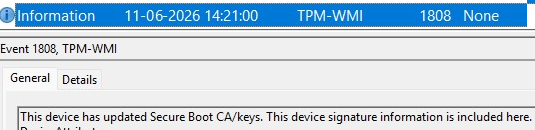 Information 11-06-2026 14:21:00 TPM-WMI 1808 None
Event 1808, TPM-WMI
General Details
This device has updated Secure Boot CA/keys. This device signature information is included here.